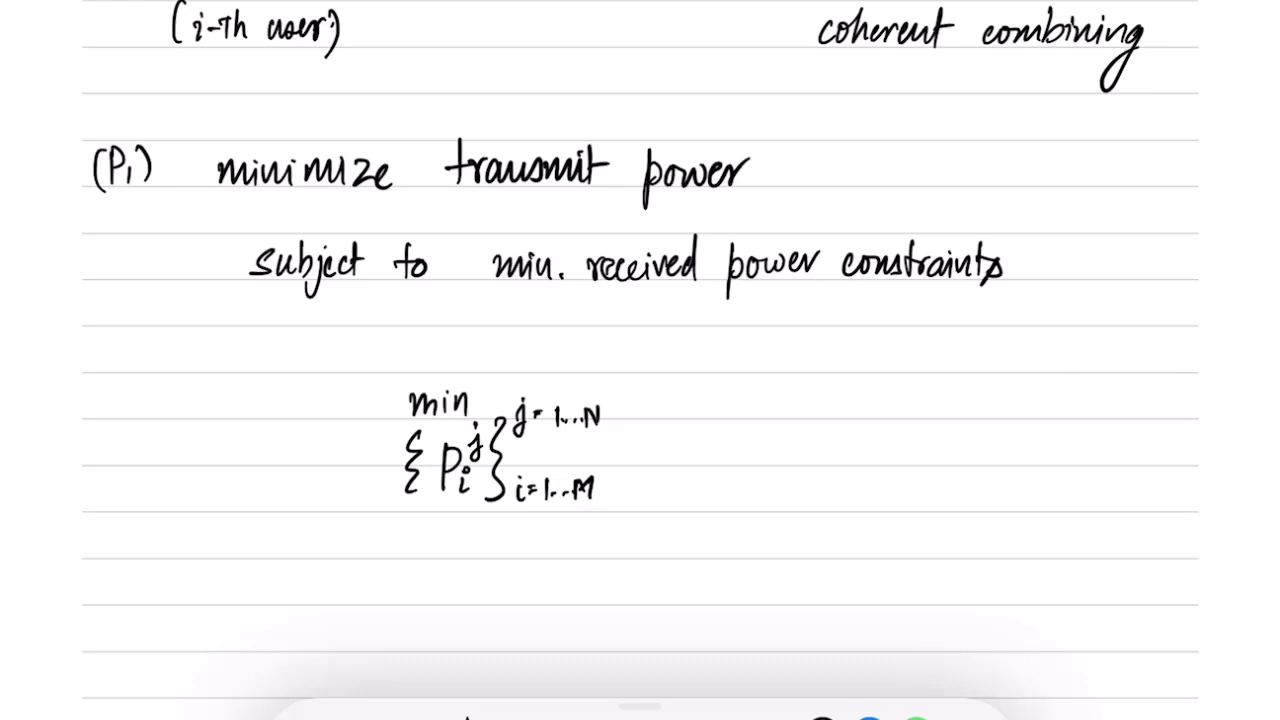 (i-th user) coherent combining
(P₁) minimize transmit power
subject to min. received power constraints
min
{ P_i^j }^{j=1...N}_{i=1..M}